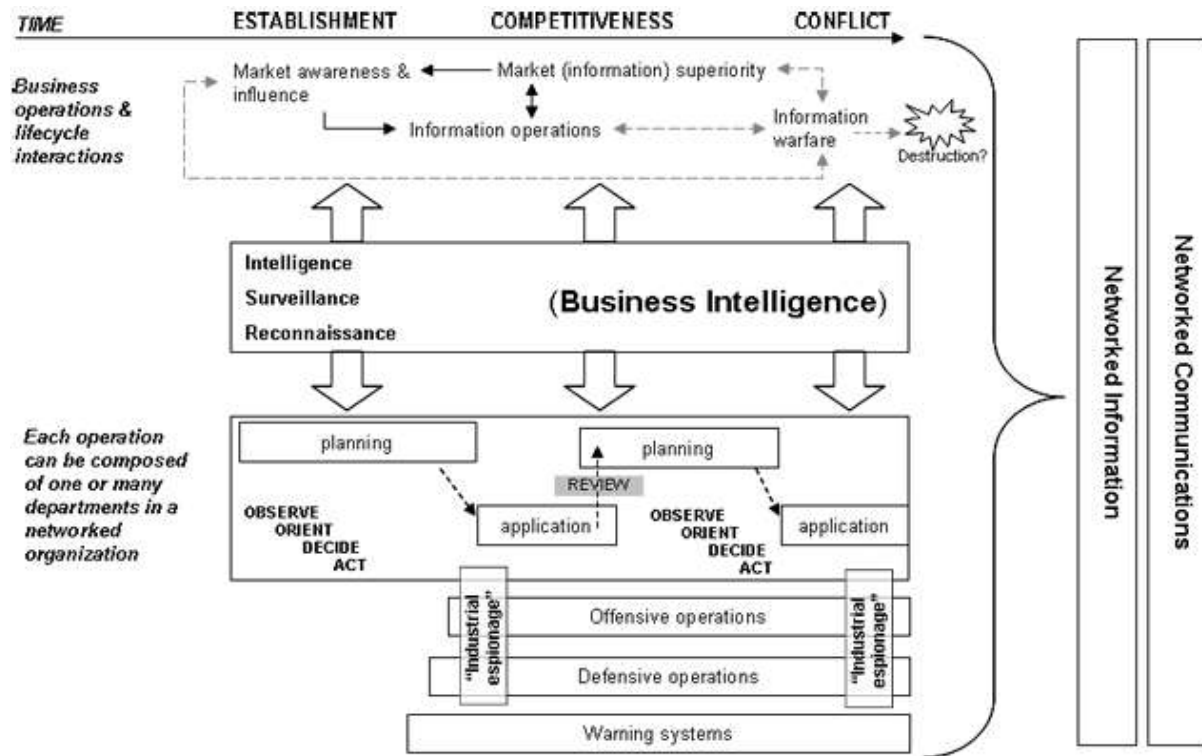 TIME
ESTABLISHMENT
COMPETITIVENESS
CONFLICT
Business
operations &
lifecycle
interactions
Market awareness &
influence
Market (information) superiority
Information operations
Information
warfare
Destruction?
Intelligence
Surveillance
Reconnaissance
(Business Intelligence)
Each operation
can be composed
of one or many
departments in a
networked
organization
planning
planning
REVIEW
application
application
OBSERVE
ORIENT
DECIDE
ACT
OBSERVE
ORIENT
DECIDE
ACT
"Industrial
espionage"
"Industrial
espionage"
Offensive operations
Defensive operations
Warning systems
Networked Information
Networked Communications